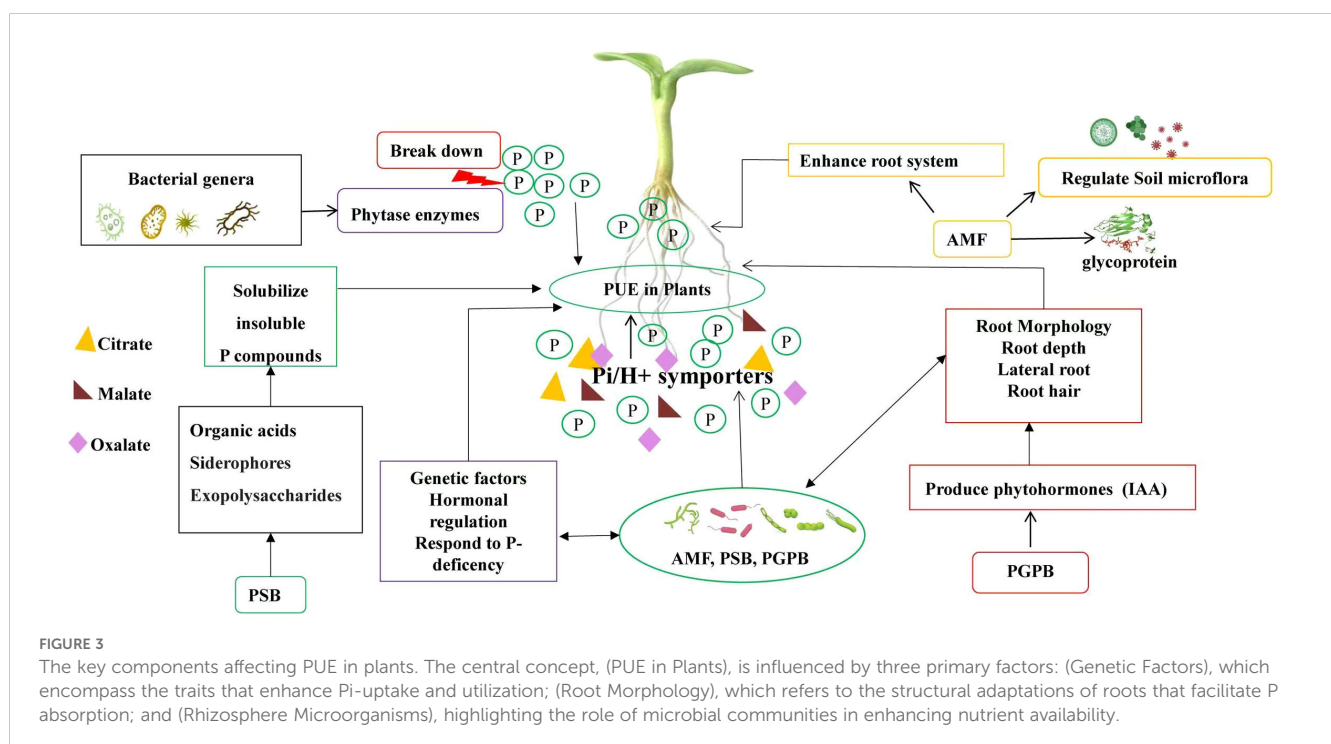 Break down
P
P
P
P
P
P
P
Bacterial genera
Phytase enzymes
Enhance root system
Regulate Soil microflora
AMF
glycoprotein
P
P
P
PUE in Plants
Solubilize
insoluble
P compounds
Citrate
Malate
Oxalate
Organic acids
Siderophores
Exopolysaccharides
PSB
P
P
P
P
P
Pi/H+ symporters
P
P
P
P
Genetic factors
Hormonal
regulation
Respond to P-
deficency
AMF, PSB, PGPB
Root Morphology
Root depth
Lateral root
Root hair
Produce phytohormones (IAA)
PGPB
FIGURE 3
The key components affecting PUE in plants. The central concept, (PUE in Plants), is influenced by three primary factors: (Genetic Factors), which
encompass the traits that enhance Pi-uptake and utilization; (Root Morphology), which refers to the structural adaptations of roots that facilitate P
absorption; and (Rhizosphere Microorganisms), highlighting the role of microbial communities in enhancing nutrient availability.